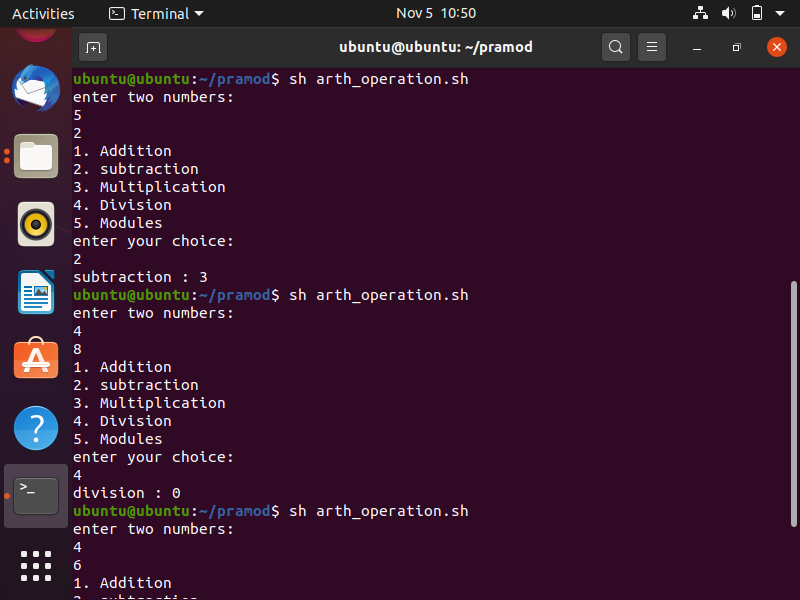 Activities
Terminal
Nov 5 10:50
ubuntu@ubuntu: ~/pramod
ubuntu@ubuntu:~/pramod$ sh arth_operation.sh
enter two numbers:
5
2
1. Addition
2. subtraction
3. Multiplication
4. Division
5. Modules
enter your choice:
2
subtraction : 3
ubuntu@ubuntu:~/pramod$ sh arth_operation.sh
enter two numbers:
4
8
1. Addition
2. subtraction
3. Multiplication
4. Division
5. Modules
enter your choice:
4
division : 0
ubuntu@ubuntu:~/pramod$ sh arth_operation.sh
enter two numbers:
4
6
1. Addition
2. subtraction